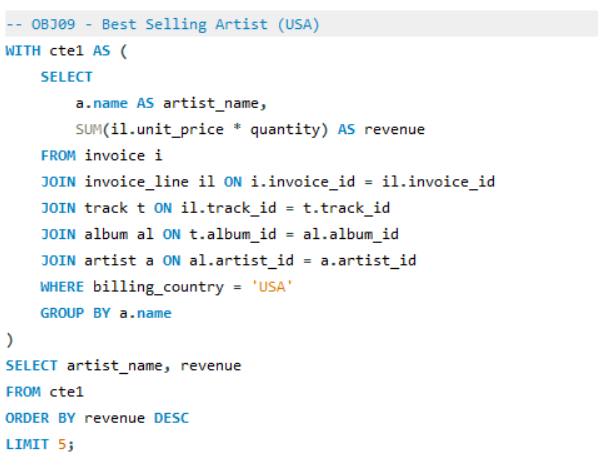 -- OBJ09 - Best Selling Artist (USA)
WITH cte1 AS (
    SELECT
        a.name AS artist_name,
        SUM(il.unit_price * quantity) AS revenue
    FROM invoice i
    JOIN invoice_line il ON i.invoice_id = il.invoice_id
    JOIN track t ON il.track_id = t.track_id
    JOIN album al ON t.album_id = al.album_id
    JOIN artist a ON al.artist_id = a.artist_id
    WHERE billing_country = 'USA'
    GROUP BY a.name
)
SELECT artist_name, revenue
FROM cte1
ORDER BY revenue DESC
LIMIT 5;